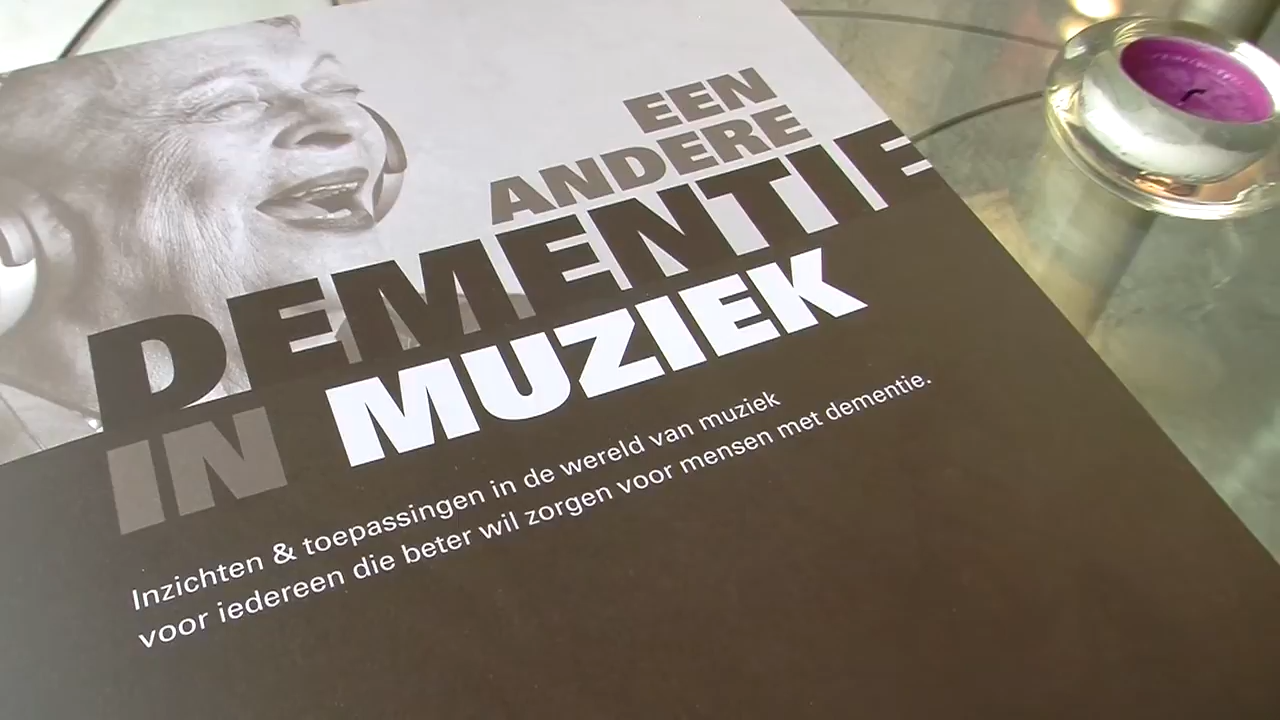 EEN
ANDERE
DEMENTIE
IN MUZIEK
Inzichten & toepassingen in de wereld van muziek
voor iedereen die beter wil zorgen voor mensen met dementie.